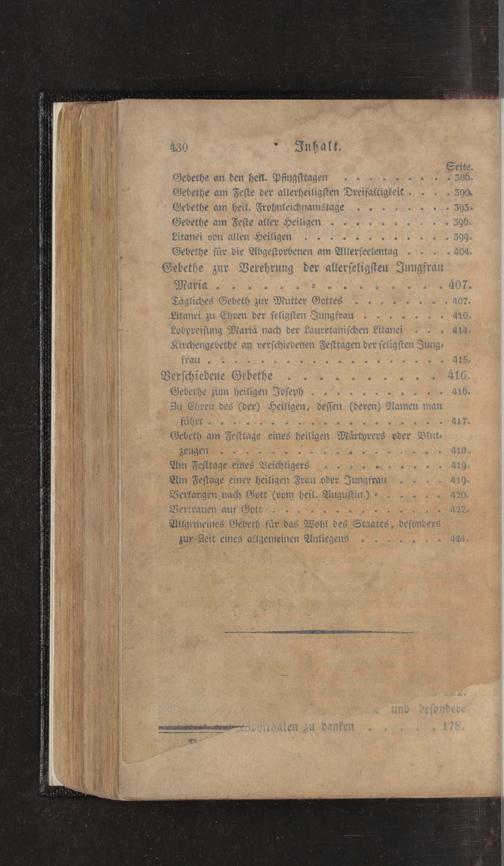 430 Inhalt.
Seite.
Gebethe an den heil. Pfingsttagen . . . . . 386.
Gebethe am Feste der allerheiligsten Dreifaltigkeit . . . . 390.
Gebethe am heil. Frohnleichnamstage . . . . . . . 393.
Gebethe am Feste aller Heiligen . . . . . . . . 396.
Litanei von allen Heiligen . . . . . . . . . . 399.
Gebethe für die Abgestorbenen am Allerseelentag . . . . 404.
Gebethe zur Verehrung der allerseligsten Jungfrau
Maria . . . . . . . . . . . . . . . 407.
Tägliches Gebeth zur Mutter Gottes . . . . . . . 407.
Litanei zu Ehren der seligsten Jungfrau . . . . . . 410.
Lobpreisung Mariä nach der Lauretanischen Litanei . . . 414.
Kirchengebethe an verschiedenen Festtagen der seligsten Jung-
frau . . . . . . . . . . . . . . . . 415.
Verschiedene Gebethe . . . . . . . . . . 416.
Gebethe zum heiligen Joseph . . . . . . . . . 416.
Zu Ehren des (der) Heiligen, dessen (deren) Namen man
führt . . . . . . . . . . . . . . . . 417.
Gebeth am Festtage eines heiligen Märtyrers oder Blut-
zeugen . . . . . . . . . . . . . . . 418.
Am Festtage eines Beichtigers . . . . . . . . . 419.
Am Festage einer heiligen Frau oder Jungfrau . . . . 419.
Verlangen nach Gott (vom heil. Augustin.) . . . . . 420.
Vertrauen auf Gott . . . . . . . . . . . . 422.
Allgemeines Gebeth für das Wohl des Staates, besonders
zur Zeit eines allgemeinen Anliegens . . . . . . 424.
und besondere
Wohlthaten zu danken . . . . . 178.